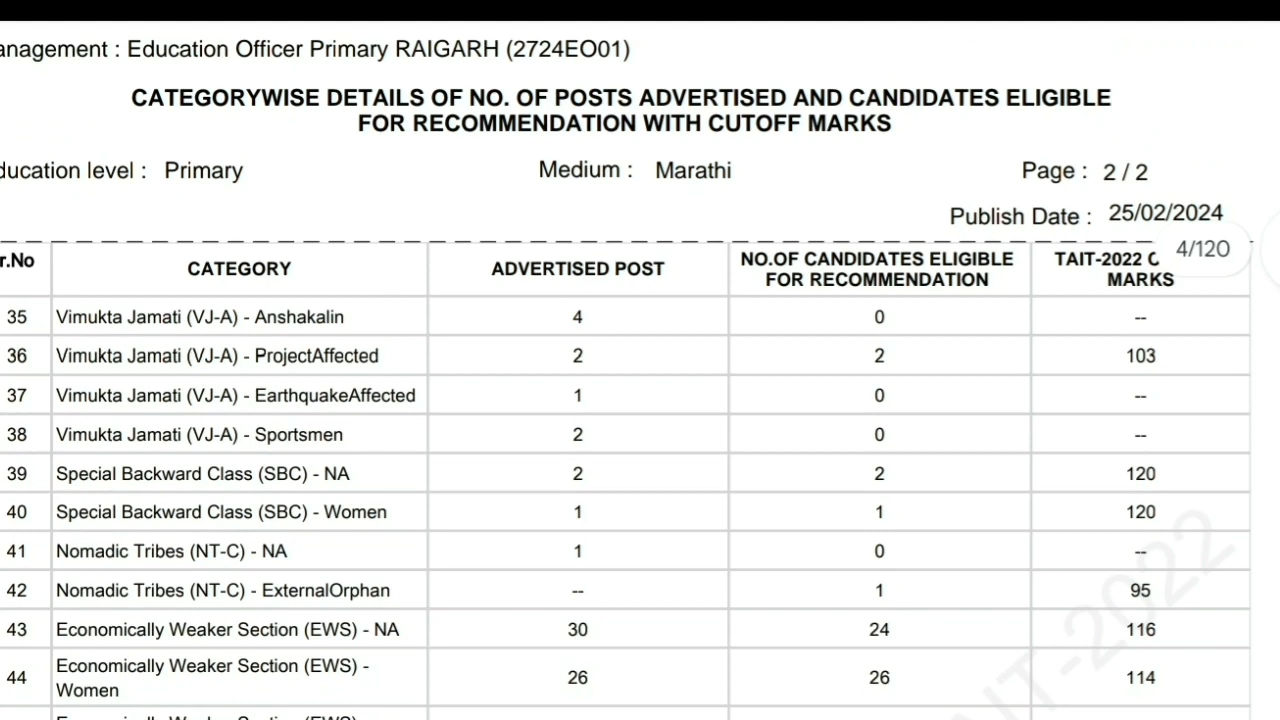 anagement : Education Officer Primary RAIGARH (2724EO01)
CATEGORYWISE DETAILS OF NO. OF POSTS ADVERTISED AND CANDIDATES ELIGIBLE
FOR RECOMMENDATION WITH CUTOFF MARKS
ducation level : Primary Medium : Marathi Page : 2 / 2
Publish Date : 25/02/2024
4/120
r.No CATEGORY ADVERTISED POST NO.OF CANDIDATES ELIGIBLE FOR RECOMMENDATION TAIT-2022 C MARKS
35 Vimukta Jamati (VJ-A) - Anshakalin 4 0 --
36 Vimukta Jamati (VJ-A) - ProjectAffected 2 2 103
37 Vimukta Jamati (VJ-A) - EarthquakeAffected 1 0 --
38 Vimukta Jamati (VJ-A) - Sportsmen 2 0 --
39 Special Backward Class (SBC) - NA 2 2 120
40 Special Backward Class (SBC) - Women 1 1 120
41 Nomadic Tribes (NT-C) - NA 1 0 --
42 Nomadic Tribes (NT-C) - ExternalOrphan -- 1 95
43 Economically Weaker Section (EWS) - NA 30 24 116
44 Economically Weaker Section (EWS) - Women 26 26 114